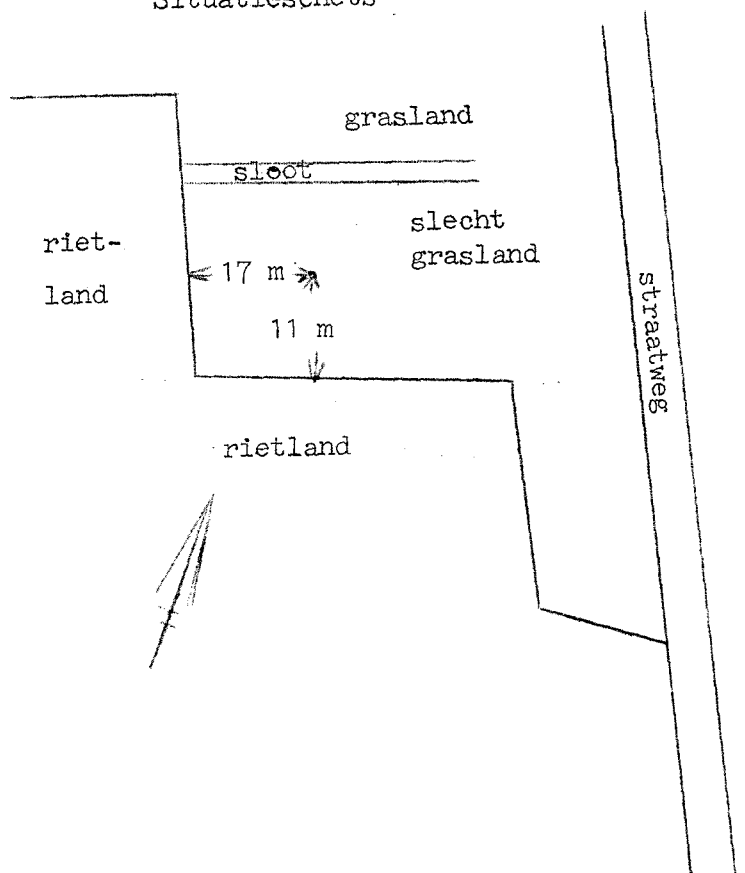 Situatieschets
grasland
sloot
slecht
grasland
riet-
land
17 m
11 m
straatweg
rietland